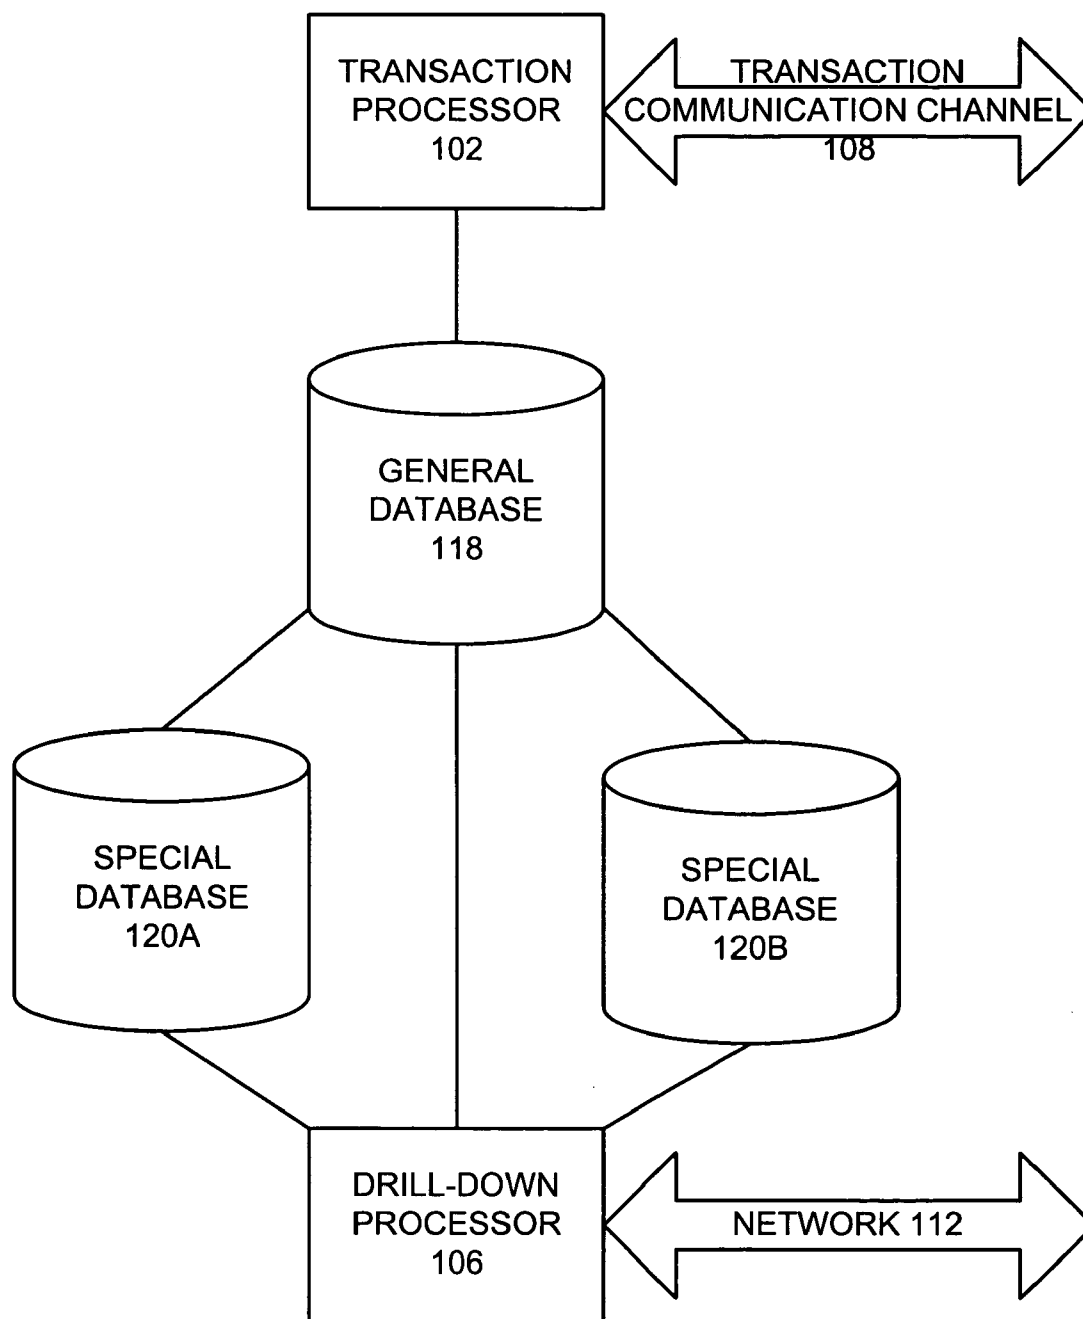 TRANSACTION
PROCESSOR
102
TRANSACTION
COMMUNICATION CHANNEL
108
GENERAL
DATABASE
118
SPECIAL
DATABASE
120A
SPECIAL
DATABASE
120B
DRILL-DOWN
PROCESSOR
106
NETWORK 112